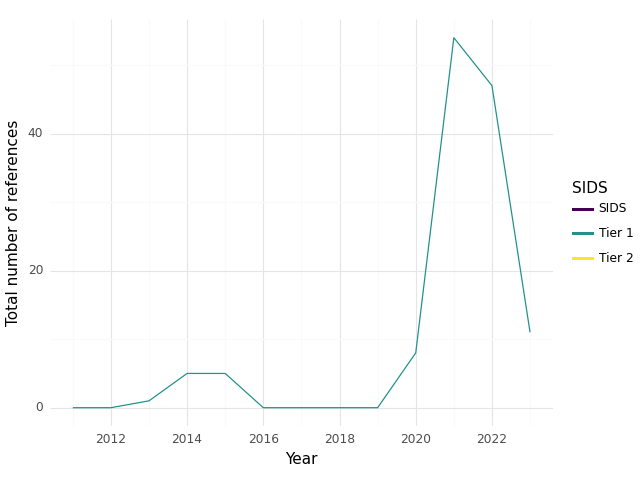 Total number of references
40
20
0
2012 2014 2016 2018 2020 2022
Year
SIDS
SIDS
Tier 1
Tier 2